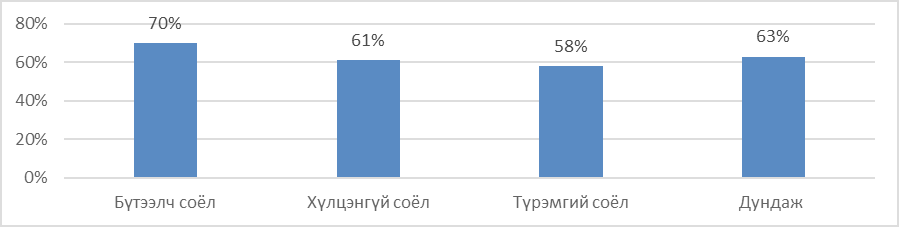 80%
60%
40%
20%
0%
70%
61%
58%
63%
Бүтээлч соёл
Хүлцэнгүй соёл
Түрэмгий соёл
Дундаж